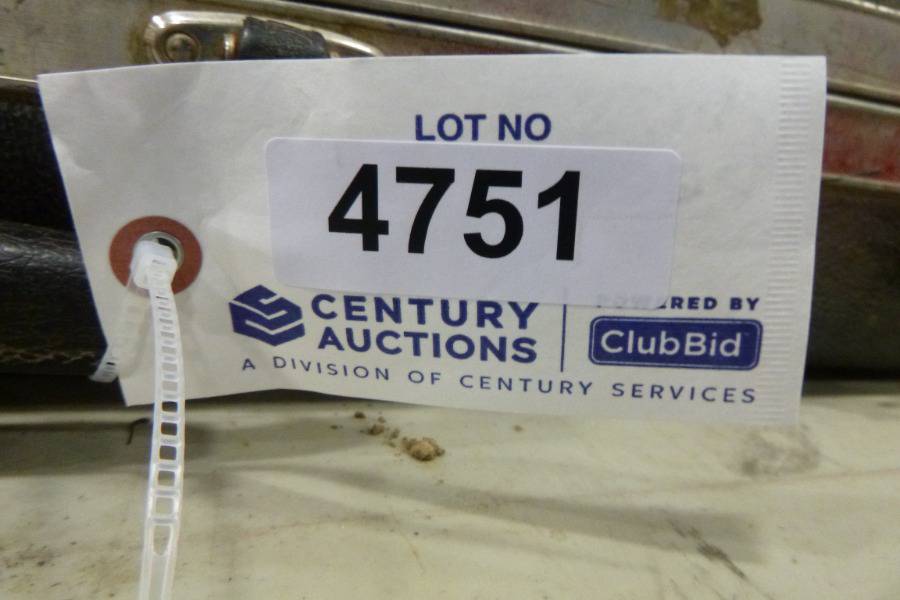 LOT NO
4751
CENTURY
AUCTIONS
POWERED BY
ClubBid
A DIVISION OF CENTURY SERVICES